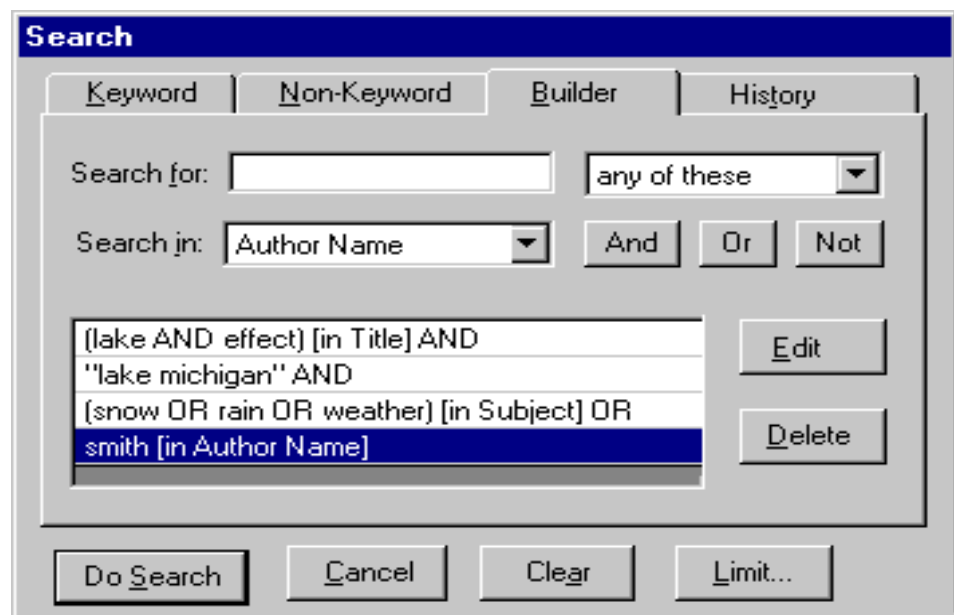 Search
Keyword Non-Keyword Builder History
Search for: any of these
Search in: Author Name And Or Not
(lake AND effect) [in Title] AND
"lake michigan" AND
(snow OR rain OR weather) [in Subject] OR
smith [in Author Name]
Edit
Delete
Do Search Cancel Clear Limit...